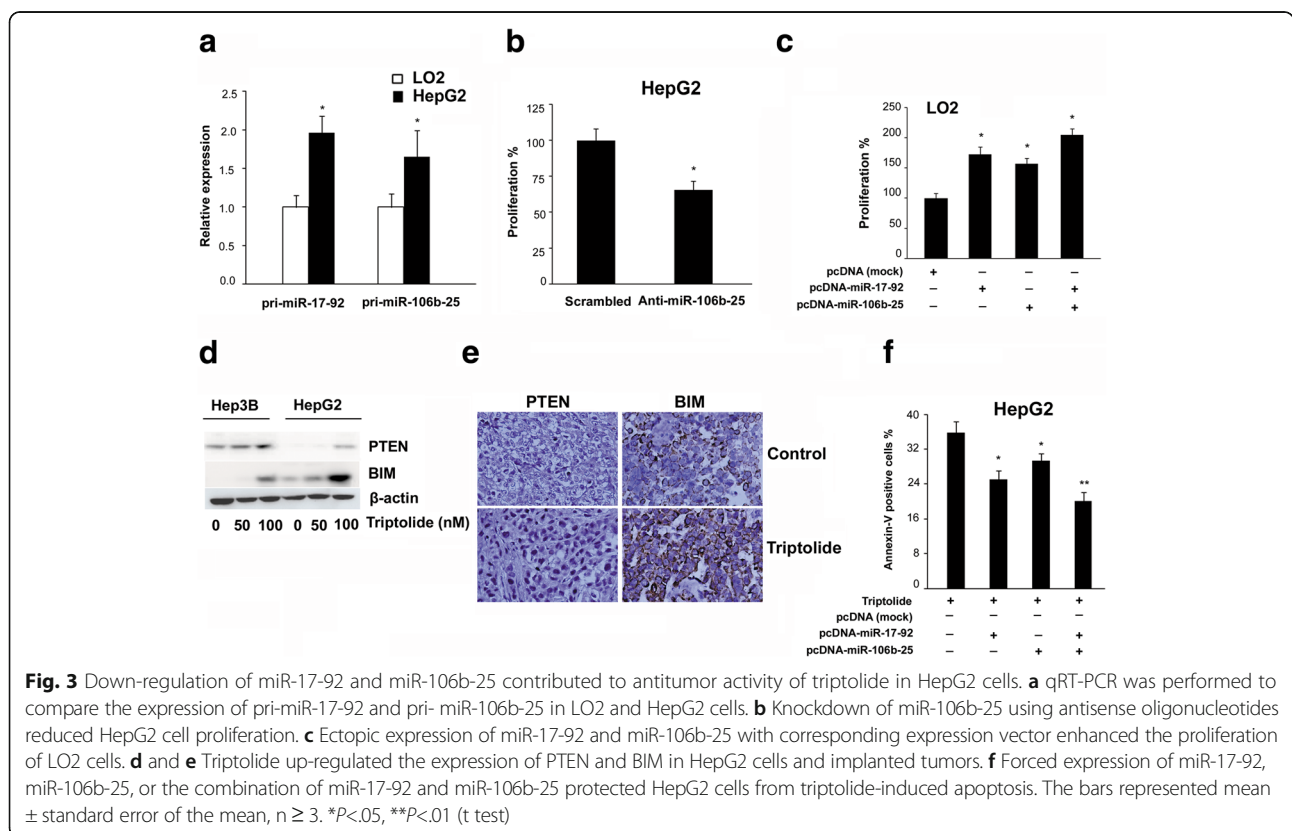 a
LO2
HepG2
Relative expression
2.5
2.0
1.5
1.0
0.5
0.0
*
*
pri-miR-17-92 pri-miR-106b-25
b
HepG2
Proliferation %
125
100
75
50
25
0
*
Scrambled Anti-miR-106b-25
c
LO2
Proliferation %
250
200
150
100
50
0
*
*
*
pcDNA (mock) + – – –
pcDNA-miR-17-92 – + – +
pcDNA-miR-106b-25 – – + +
d
Hep3B HepG2
PTEN
BIM
β-actin
0 50 100 0 50 100 Triptolide (nM)
e
PTEN BIM
Control
Triptolide
f
HepG2
Annexin-V positive cells %
40
32
24
16
8
0
*
*
**
Triptolide + + + +
pcDNA (mock) – – – –
pcDNA-miR-17-92 – + – +
pcDNA-miR-106b-25 – – + +
Fig. 3 Down-regulation of miR-17-92 and miR-106b-25 contributed to antitumor activity of triptolide in HepG2 cells. a qRT-PCR was performed to
compare the expression of pri-miR-17-92 and pri- miR-106b-25 in LO2 and HepG2 cells. b Knockdown of miR-106b-25 using antisense oligonucleotides
reduced HepG2 cell proliferation. c Ectopic expression of miR-17-92 and miR-106b-25 with corresponding expression vector enhanced the proliferation
of LO2 cells. d and e Triptolide up-regulated the expression of PTEN and BIM in HepG2 cells and implanted tumors. f Forced expression of miR-17-92,
miR-106b-25, or the combination of miR-17-92 and miR-106b-25 protected HepG2 cells from triptolide-induced apoptosis. The bars represented mean
± standard error of the mean, n ≥ 3. *P<.05, **P<.01 (t test)